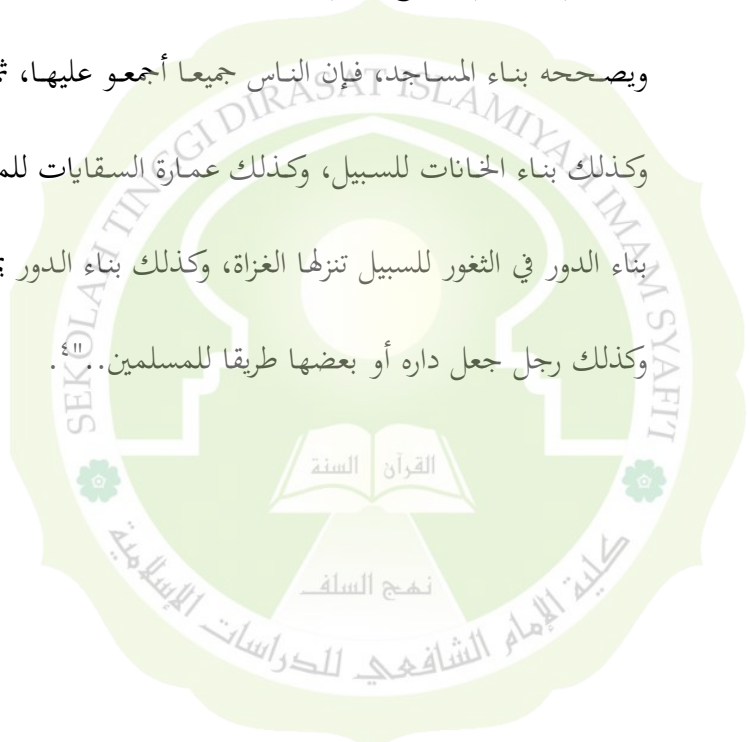 ويصححه بناء المساجد، فإن الناس جميعا أجمعو عليها،
وكذلك بناء الخانات للسبيل، وكذلك عمارة السقايات
بناء الدور في الثغور للسبيل تنزلها الغزاة، وكذلك بناء الدور
وكذلك رجل جعل داره أو بعضها طريقا للمسلمين.."٤.
SEKOLAH TINGGI DIRASAT ISLAMIYAH IMAM SYAFI'I
القرآن السنة
نهج السلف
كلية الإمام الشافعي للدراسات الإسلامية